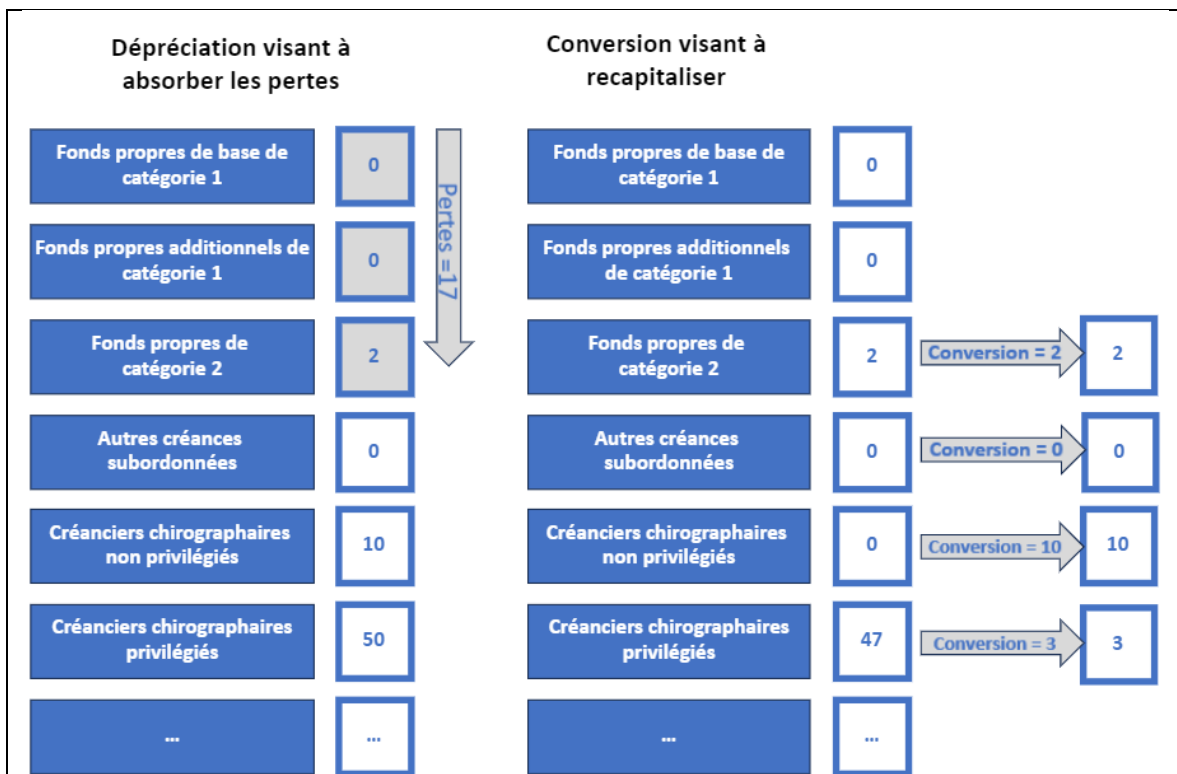 Dépréciation visant à
absorber les pertes
Fonds propres de base de
catégorie 1
0
Fonds propres additionnels de
catégorie 1
0
Fonds propres de
catégorie 2
2
Autres créances
subordonnées
0
Créanciers chirographaires
non privilégiés
10
Créanciers chirographaires
privilégiés
50
...
...
Pertes =17
Conversion visant à
recapitaliser
Fonds propres de base de
catégorie 1
0
Fonds propres additionnels
de catégorie 1
0
Fonds propres de
catégorie 2
2
Conversion = 2
2
Autres créances
subordonnées
0
Conversion = 0
0
Créanciers chirographaires
non privilégiés
0
Conversion = 10
10
Créanciers chirographaires
privilégiés
47
Conversion = 3
3
...
...